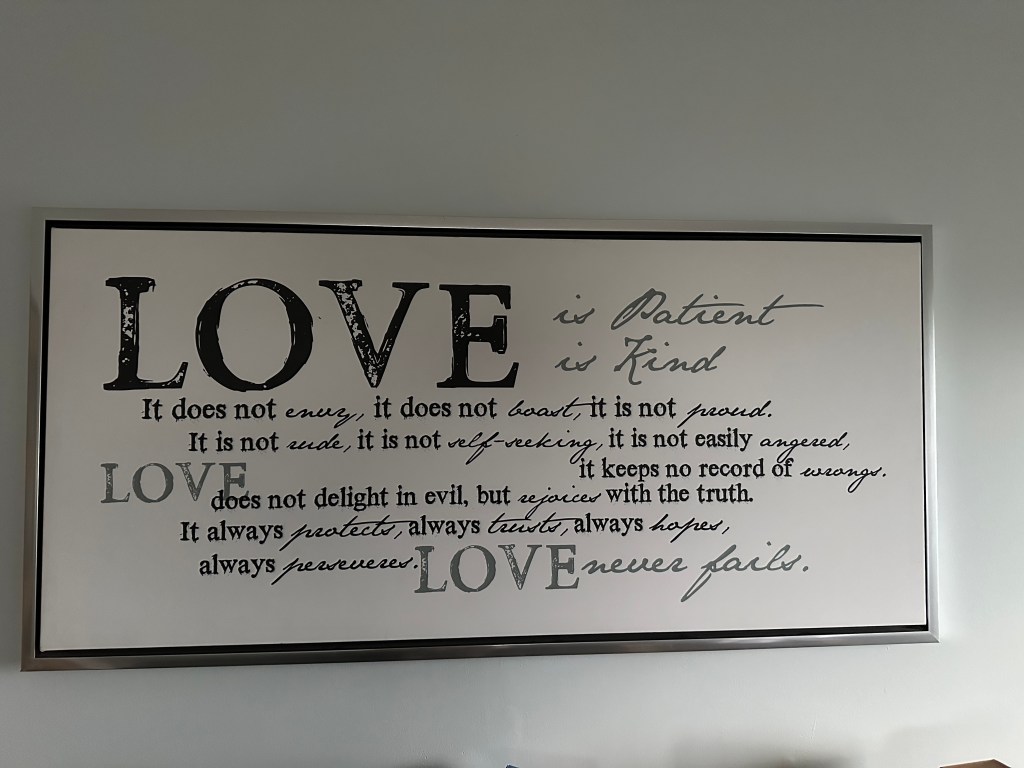 LOVE is Patient
is Kind
It does not envy, it does not boast, it is not proud.
It is not rude, it is not self-seeking, it is not easily angered,
it keeps no record of wrongs.
LOVE does not delight in evil, but rejoices with the truth.
It always protects, always trusts, always hopes,
always perseveres. LOVE never fails.